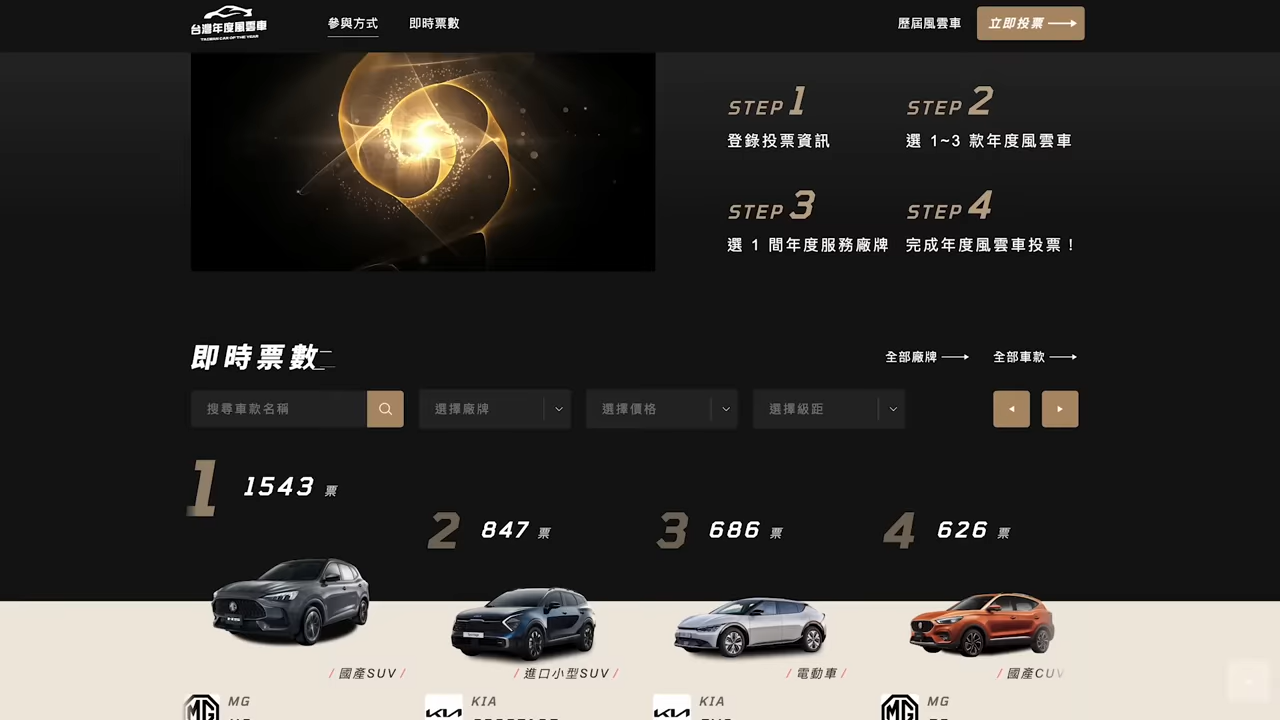 台灣年度風雲車
TAIWAN CAR OF THE YEAR
參與方式
即時票數
歷屆風雲車
立即投票
STEP 1
登錄投票資訊
STEP 2
選 1~3 款年度風雲車
STEP 3
選 1 間年度服務廠牌
STEP 4
完成年度風雲車投票！
即時票數
全部廠牌
全部車款
搜尋車款名稱
選擇廠牌
選擇價格
選擇級距
1
1543 票
2
847 票
3
686 票
4
626 票
/ 國產SUV /
/ 進口小型SUV /
/ 電動車 /
/ 國產CUV
MG
KIA
KIA
MG